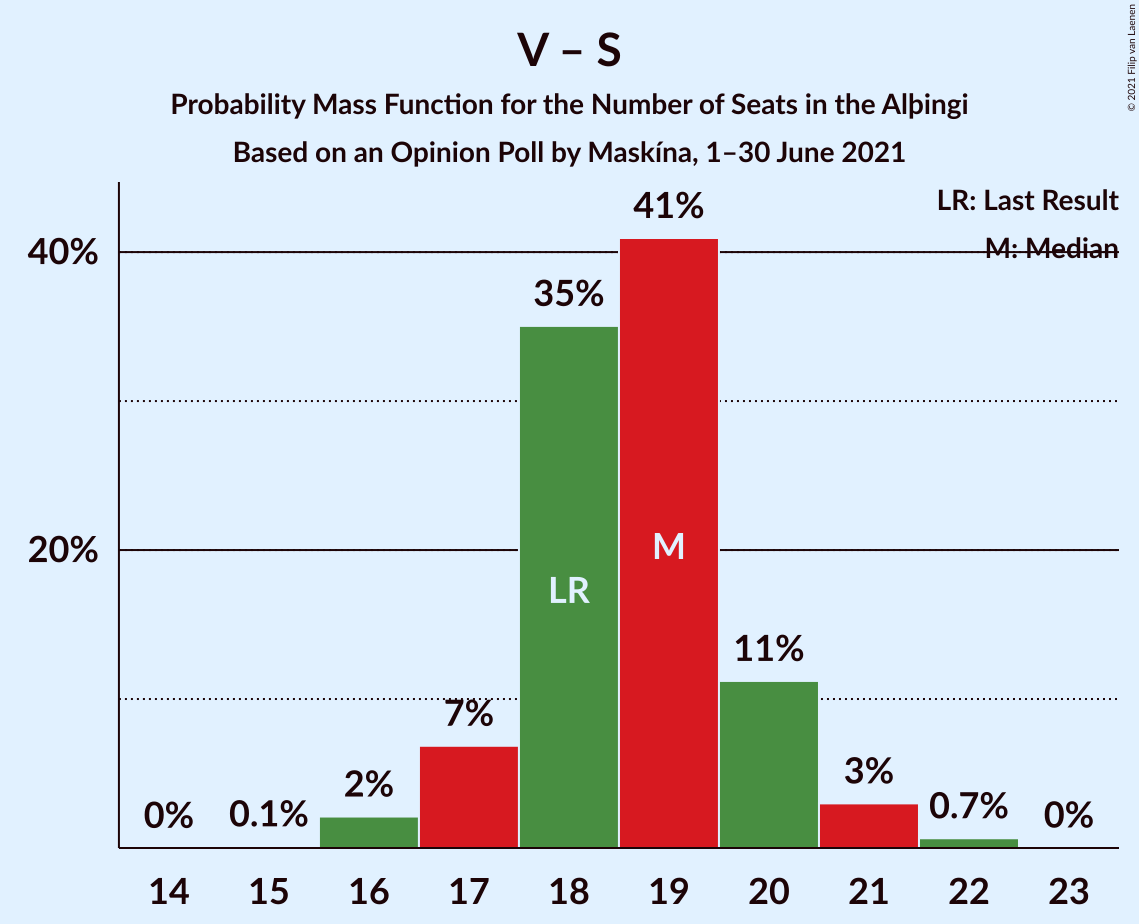 © 2021 Filip van Laenen
V – S
Probability Mass Function for the Number of Seats in the Alþingi
Based on an Opinion Poll by Maskína, 1–30 June 2021
LR: Last Result
M: Median
40%
20%
0%
0.1%
2%
7%
35%
41%
11%
3%
0.7%
0%
LR
M
14 15 16 17 18 19 20 21 22 23